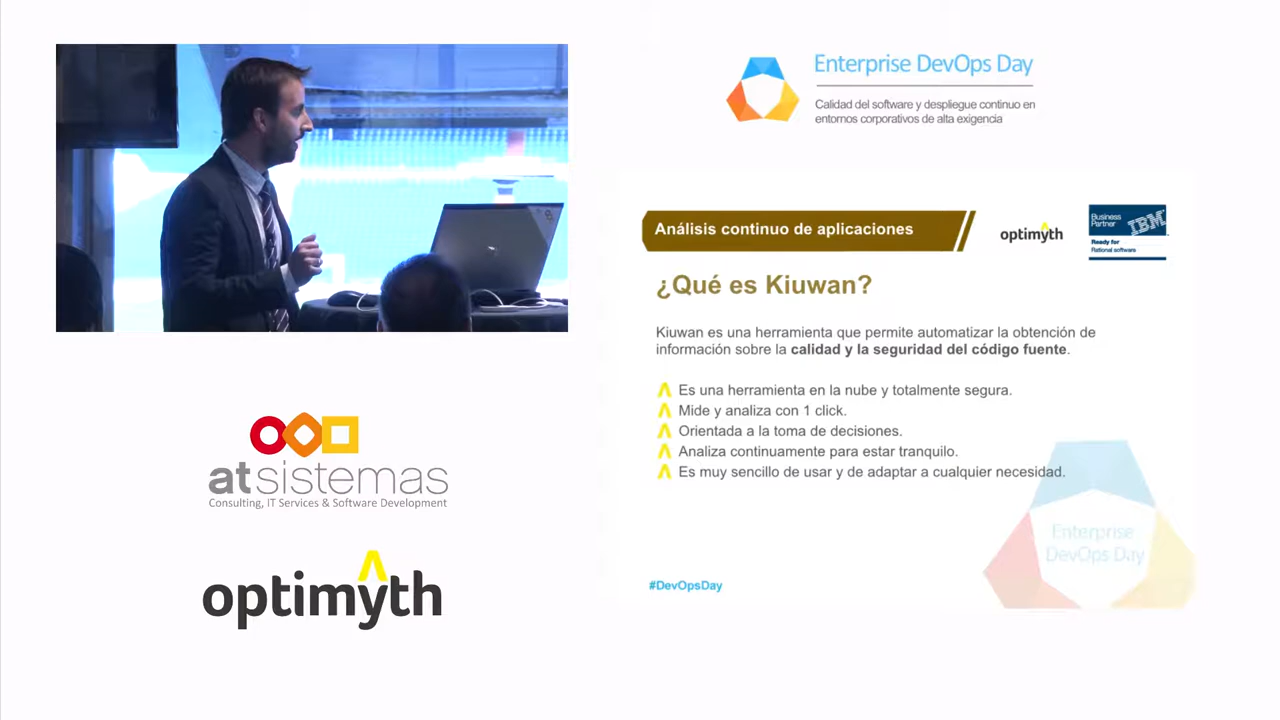 Enterprise DevOps Day
Calidad del software y despliegue continuo en
entornos corporativos de alta exigencia
Análisis continuo de aplicaciones
optimyth
Business
Partner
IBM
Ready for
Rational software
¿Qué es Kiuwan?
Kiuwan es una herramienta que permite automatizar la obtención de
información sobre la calidad y la seguridad del código fuente.
Es una herramienta en la nube y totalmente segura.
Mide y analiza con 1 click.
Orientada a la toma de decisiones.
Analiza continuamente para estar tranquilo.
Es muy sencillo de usar y de adaptar a cualquier necesidad.
Enterprise
DevOps Day
#DevOpsDay
atsistemas
Consulting, IT Services & Software Development
optimyth